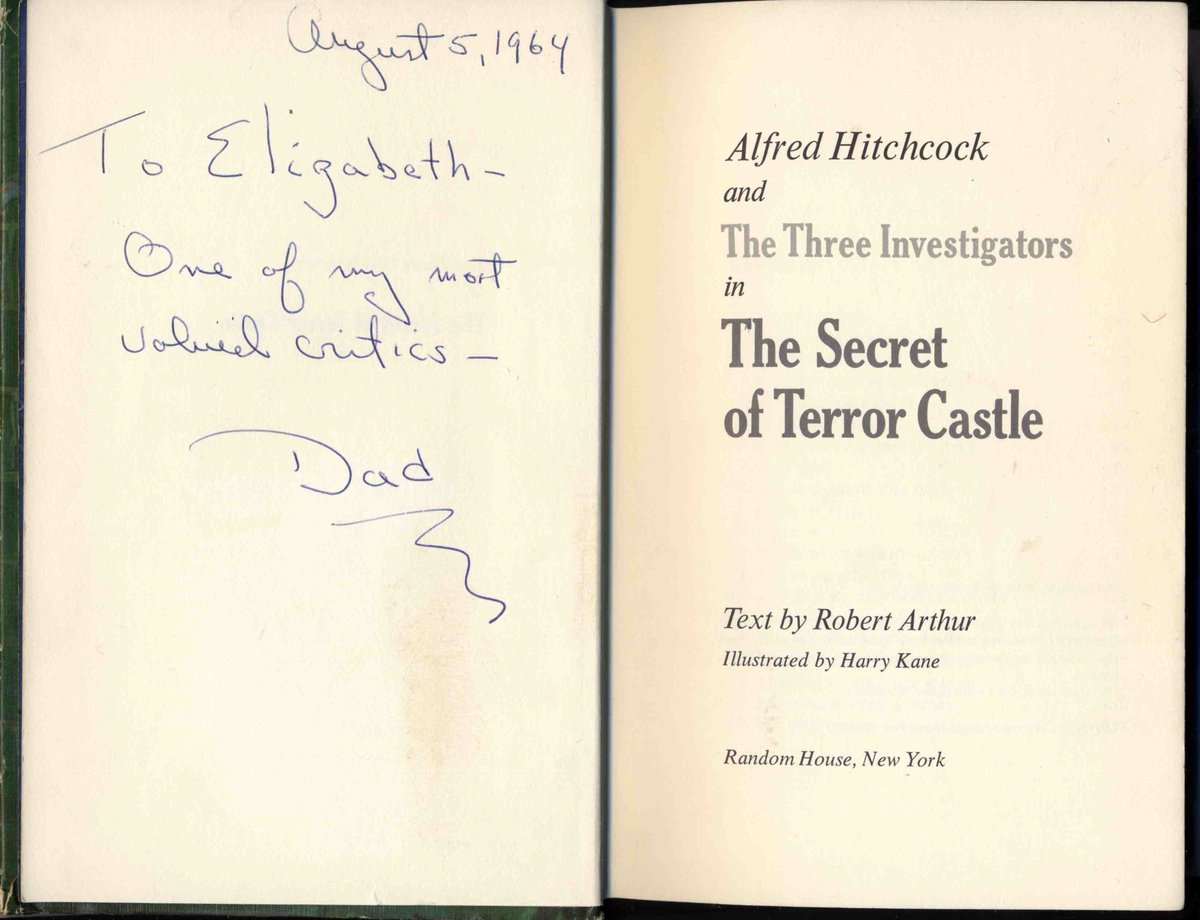 August 5, 1964
To Elizabeth-
One of my most
valued critics-
Dad
Alfred Hitchcock
and
The Three Investigators
in
The Secret
of Terror Castle
Text by Robert Arthur
Illustrated by Harry Kane
Random House, New York